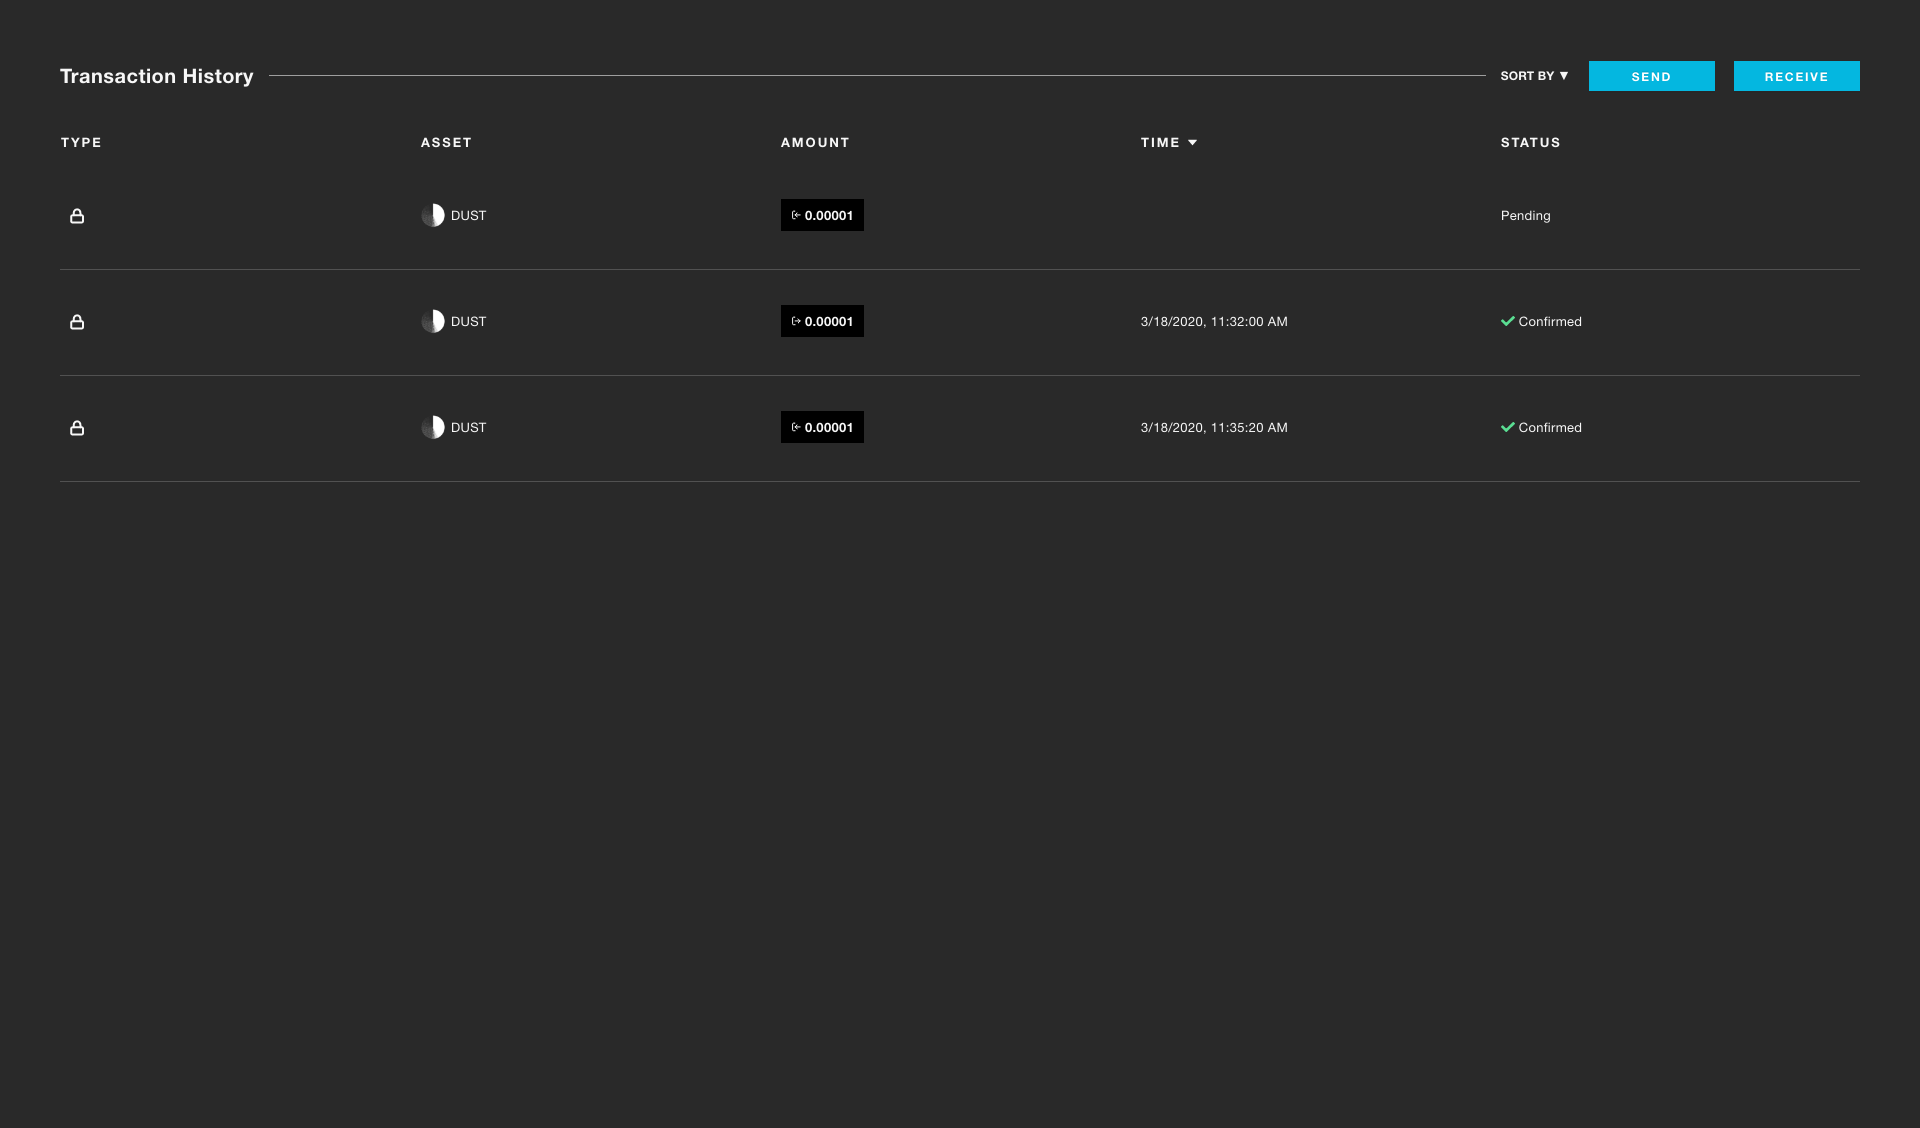 Transaction History SORT BY ▼ SEND RECEIVE
TYPE ASSET AMOUNT TIME STATUS
DUST 0.00001 Pending
DUST 0.00001 3/18/2020, 11:32:00 AM Confirmed
DUST 0.00001 3/18/2020, 11:35:20 AM Confirmed